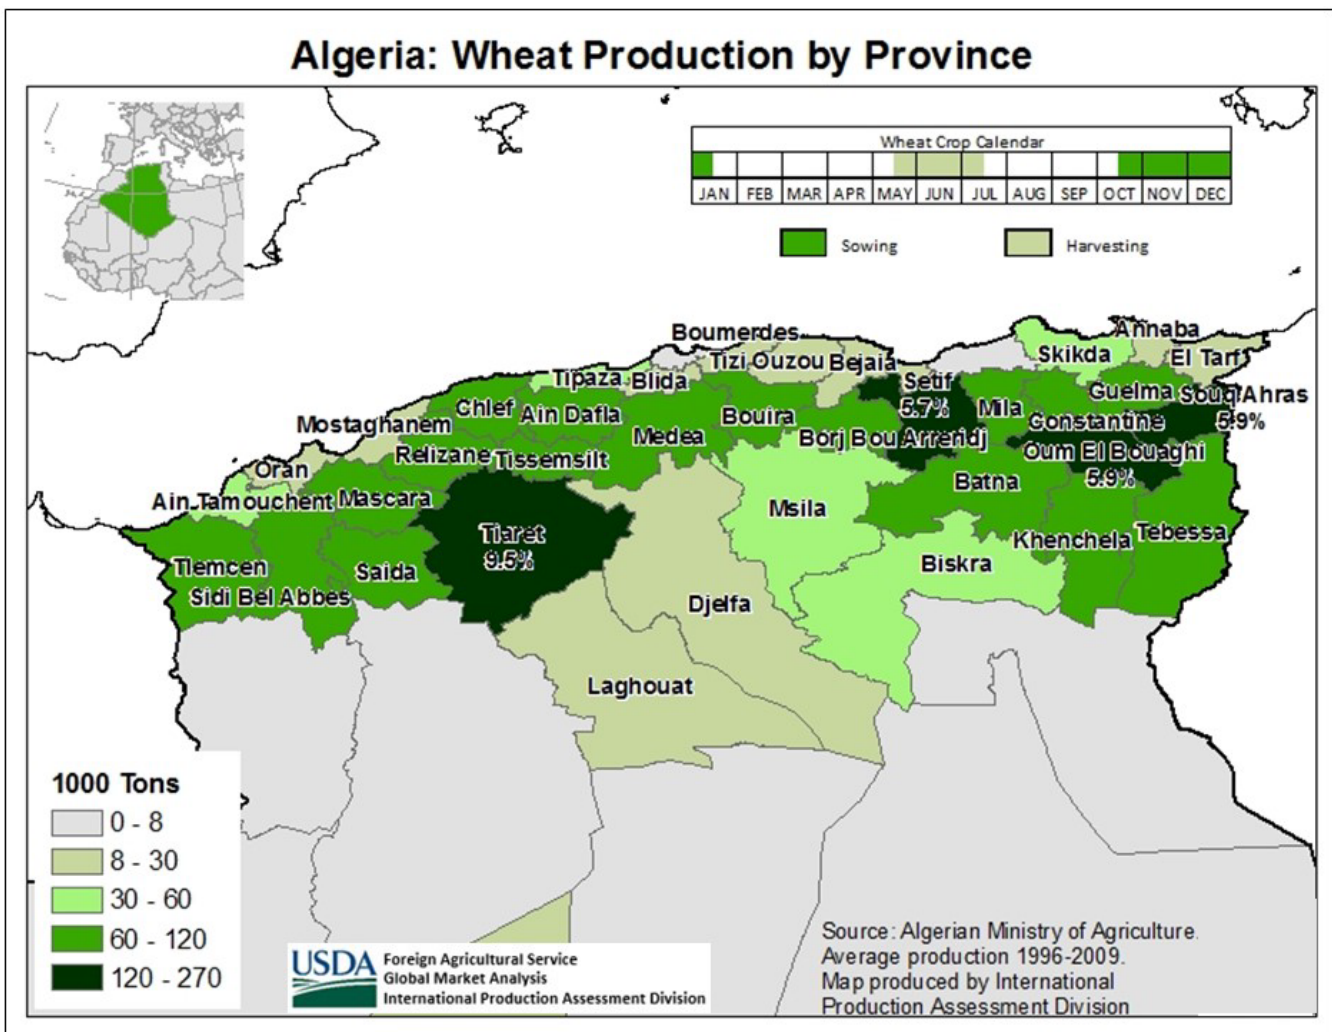 Algeria: Wheat Production by Province
Wheat Crop Calendar
JAN FEB MAR APR MAY JUN JUL AUG SEP OCT NOV DEC
Sowing
Harvesting
Boumerdes
Annaba
Tizi Ouzou
Bejaia
Skikda
El Tarf
Tipaza
Blida
Setif
5.7%
Guelma
Souq Ahras
5.9%
Chlef
Ain Dafla
Bouira
Mila
Constantine
Mostaghanem
Medea
Borj Bou Arreridj
Oum El Bouaghi
5.9%
Relizane
Tissemsilt
Oran
Ain Tamouchent
Mascara
Batna
Msila
Tiaret
9.5%
Khenchela
Tebessa
Tlemcen
Saida
Biskra
Sidi Bel Abbes
Djelfa
Laghouat
1000 Tons
0 - 8
8 - 30
30 - 60
60 - 120
120 - 270
USDA
Foreign Agricultural Service
Global Market Analysis
International Production Assessment Division
Source: Algerian Ministry of Agriculture.
Average production 1996-2009.
Map produced by International
Production Assessment Division